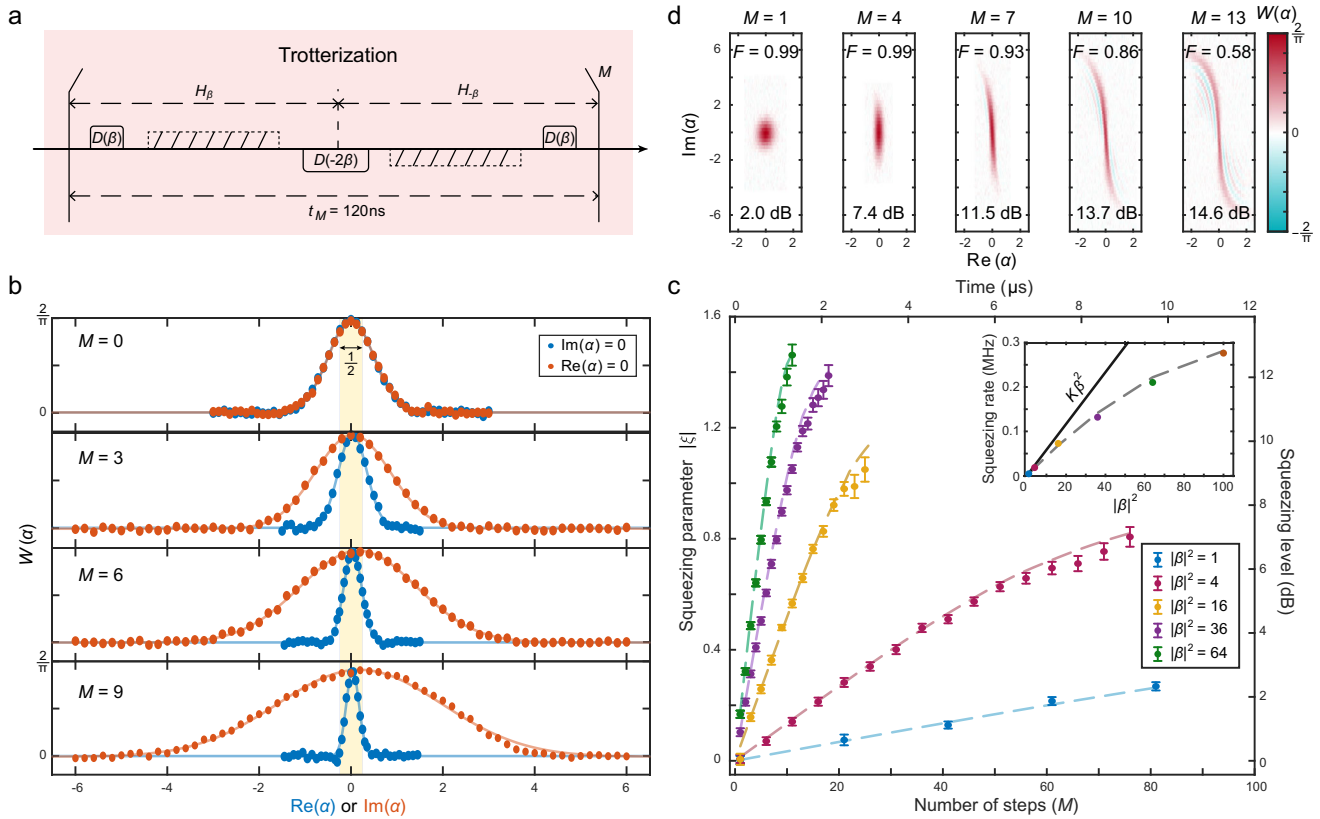 a
Trotterization
M
H_β
H_-β
D(β)
D(-2β)
D(β)
t_M = 120ns
d
M = 1
M = 4
M = 7
M = 10
M = 13
W(α)
F = 0.99
F = 0.99
F = 0.93
F = 0.86
F = 0.58
2.0 dB
7.4 dB
11.5 dB
13.7 dB
14.6 dB
6
2
-2
-6
Im(α)
-2 0 2
-2 0 2
-2 0 2
-2 0 2
-2 0 2
Re(α)
2/π
0
-2/π
b
2/π
M = 0
Im(α) = 0
Re(α) = 0
1/2
0
M = 3
M = 6
2/π
M = 9
0
W(α)
-6 -4 -2 0 2 4 6
Re(α) or Im(α)
c
Time (μs)
0 2 4 6 8 10 12
1.6
1.2
0.8
0.4
0
Squeezing parameter |ξ|
0 20 40 60 80 100
Number of steps (M)
12
10
8
6
4
2
0
Squeezing level (dB)
0.3
0.2
0.1
0
Squeezing rate (MHz)
Kβ²
0 20 40 60 80 100
|β|²
|β|² = 1
|β|² = 4
|β|² = 16
|β|² = 36
|β|² = 64